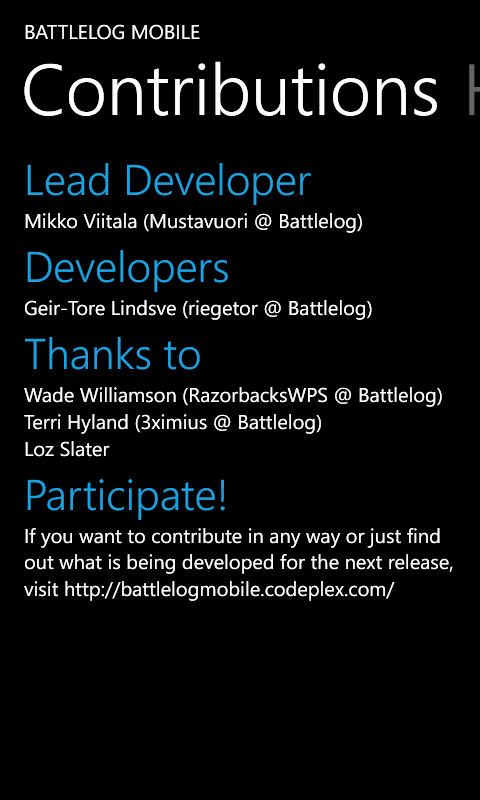 BATTLELOG MOBILE
Contributions
Lead Developer
Mikko Viitala (Mustavuori @ Battlelog)
Developers
Geir-Tore Lindsve (riegetor @ Battlelog)
Thanks to
Wade Williamson (RazorbacksWPS @ Battlelog)
Terri Hyland (3ximius @ Battlelog)
Loz Slater
Participate!
If you want to contribute in any way or just find
out what is being developed for the next release,
visit http://battlelogmobile.codeplex.com/